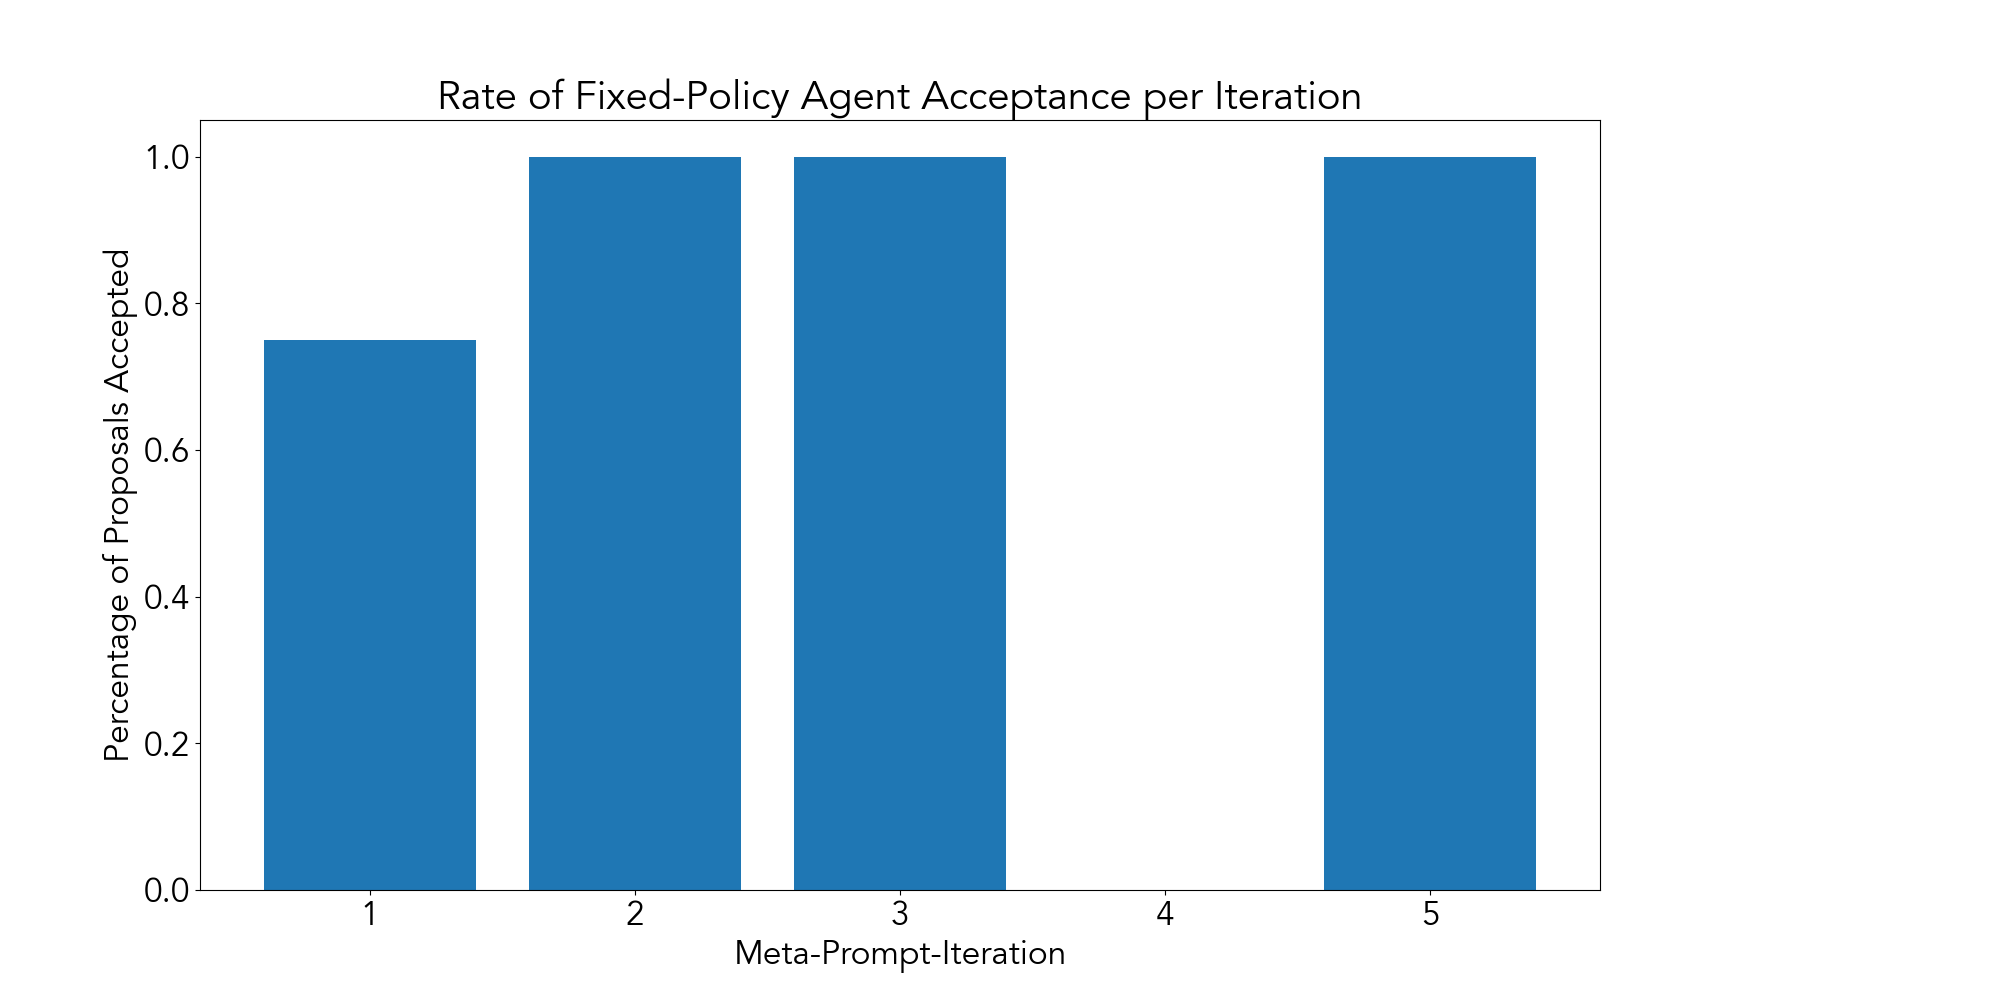 Rate of Fixed-Policy Agent Acceptance per Iteration
Percentage of Proposals Accepted
1.0
0.8
0.6
0.4
0.2
0.0
1 2 3 4 5
Meta-Prompt-Iteration